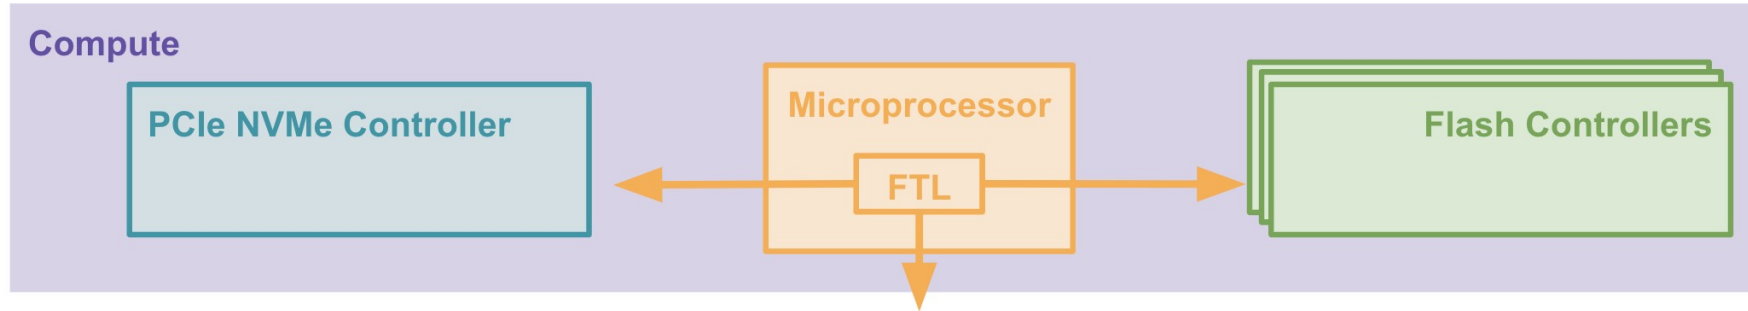 Compute
PCIe NVMe Controller
Microprocessor
FTL
Flash Controllers